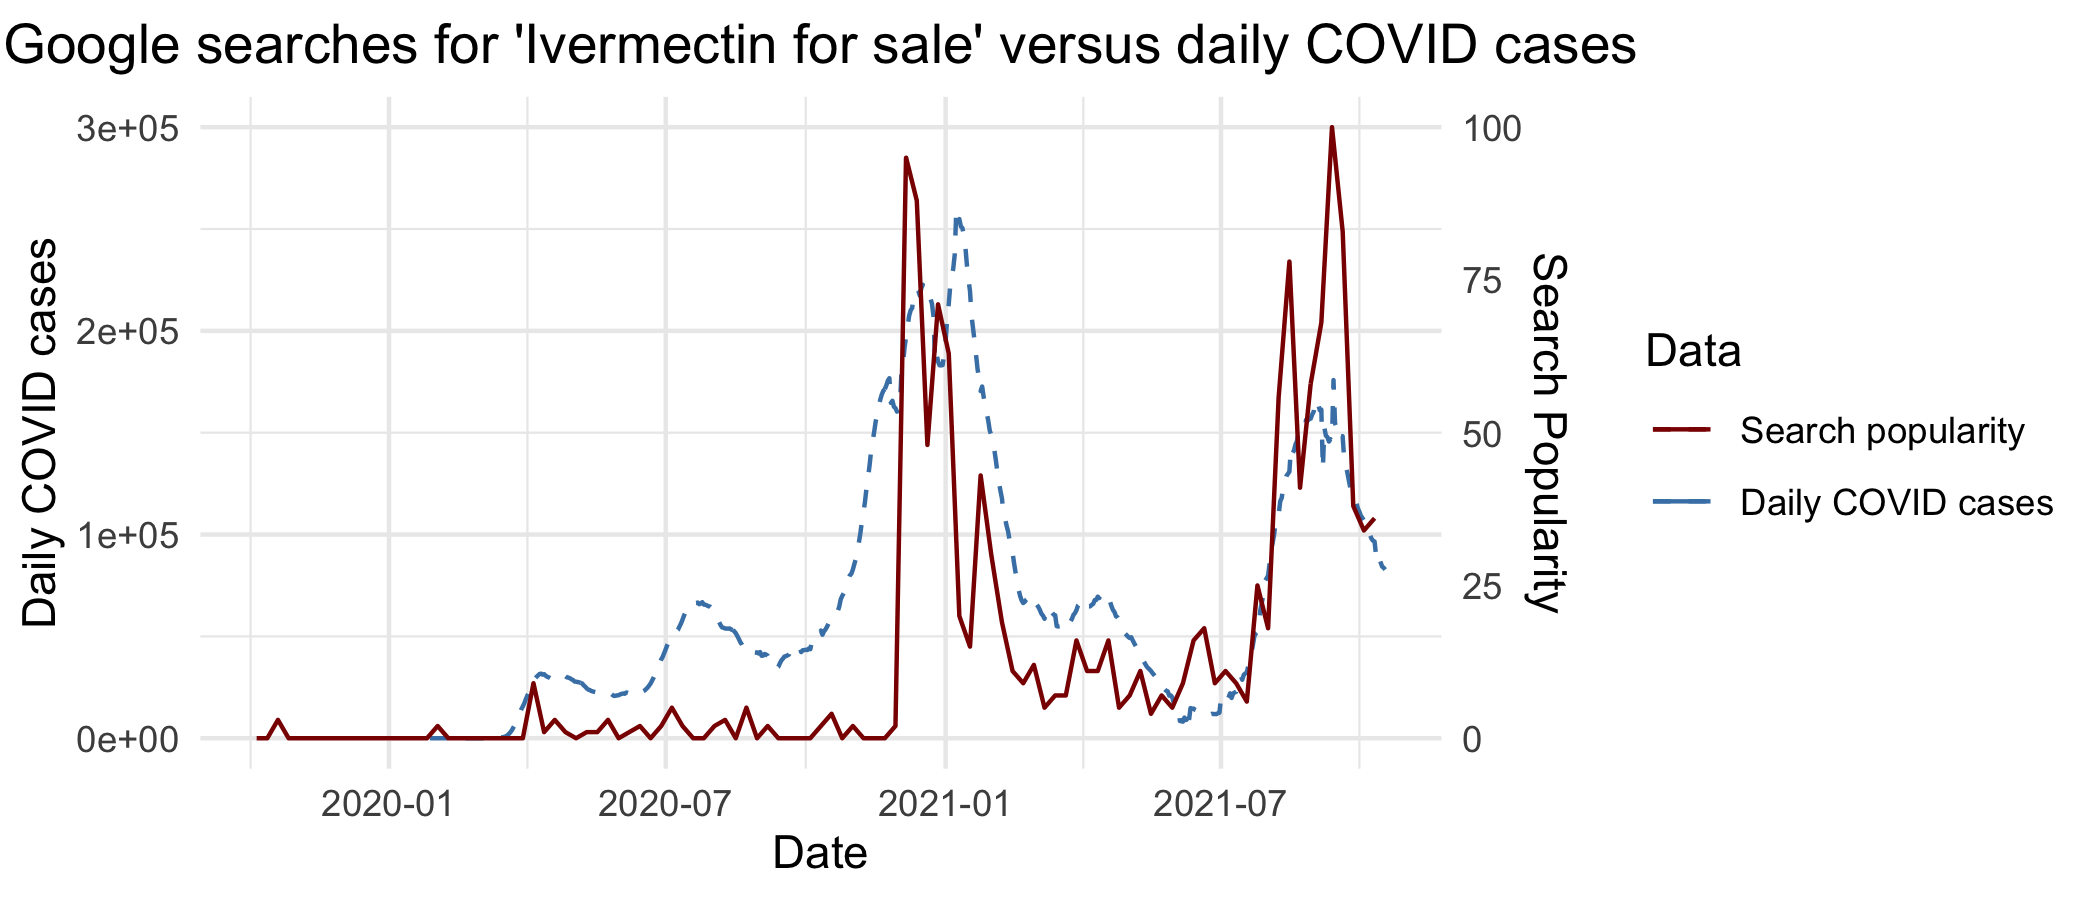 Google searches for 'Ivermectin for sale' versus daily COVID cases
Daily COVID cases
3e+05
2e+05
1e+05
0e+00
100
75
50
25
0
Search Popularity
2020-01
2020-07
2021-01
2021-07
Date
Data
Search popularity
Daily COVID cases